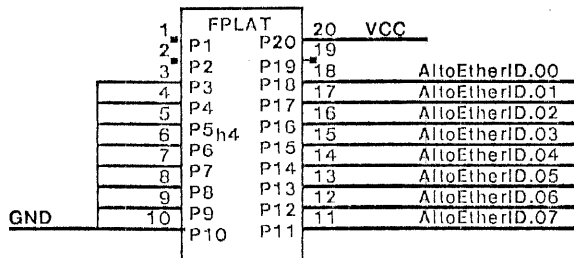 FPLAT
1 P1 P20 20 VCC
2 P2 P19 19
3 P3 P18 18 AltoEtherID.00
4 P4 P17 17 AltoEtherID.01
5 P5 h4 P16 16 AltoEtherID.02
6 P6 P15 15 AltoEtherID.03
7 P7 P14 14 AltoEtherID.04
8 P8 P13 13 AltoEtherID.05
9 P9 P12 12 AltoEtherID.06
GND 10 P10 P11 11 AltoEtherID.07